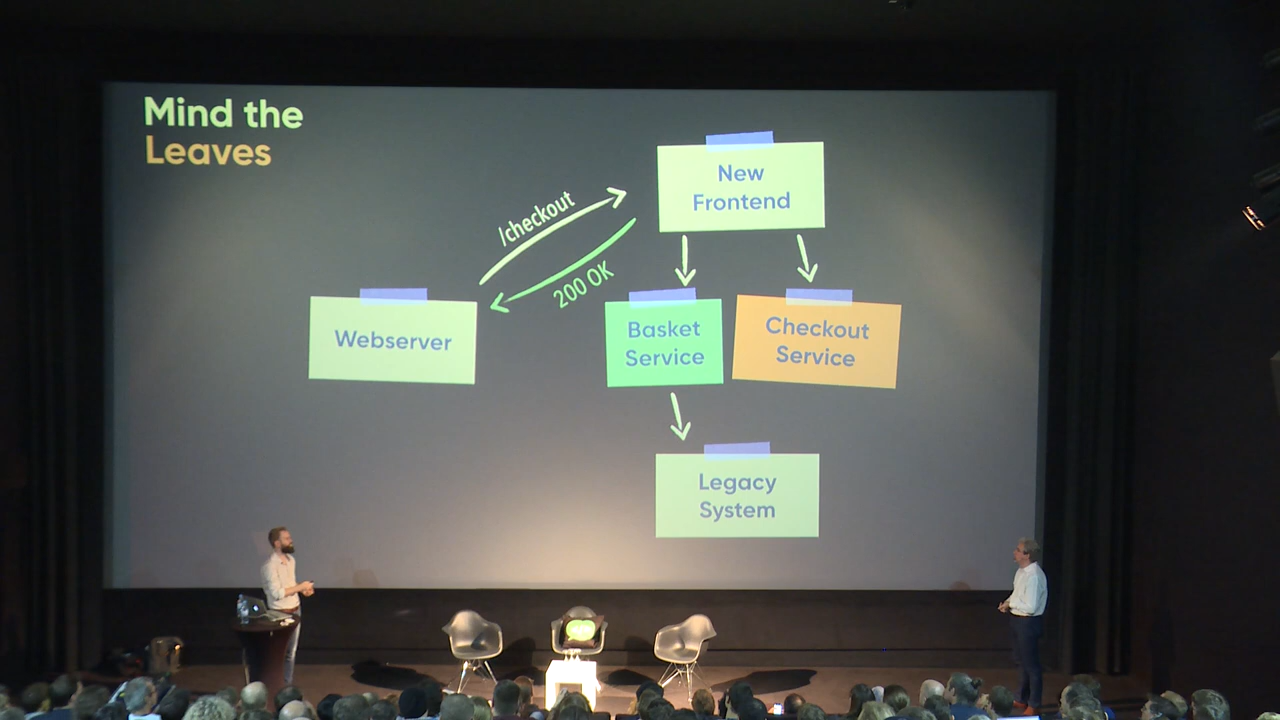 Mind the
Leaves
New
Frontend
/checkout
200 OK
Webserver
Basket
Service
Checkout
Service
Legacy
System